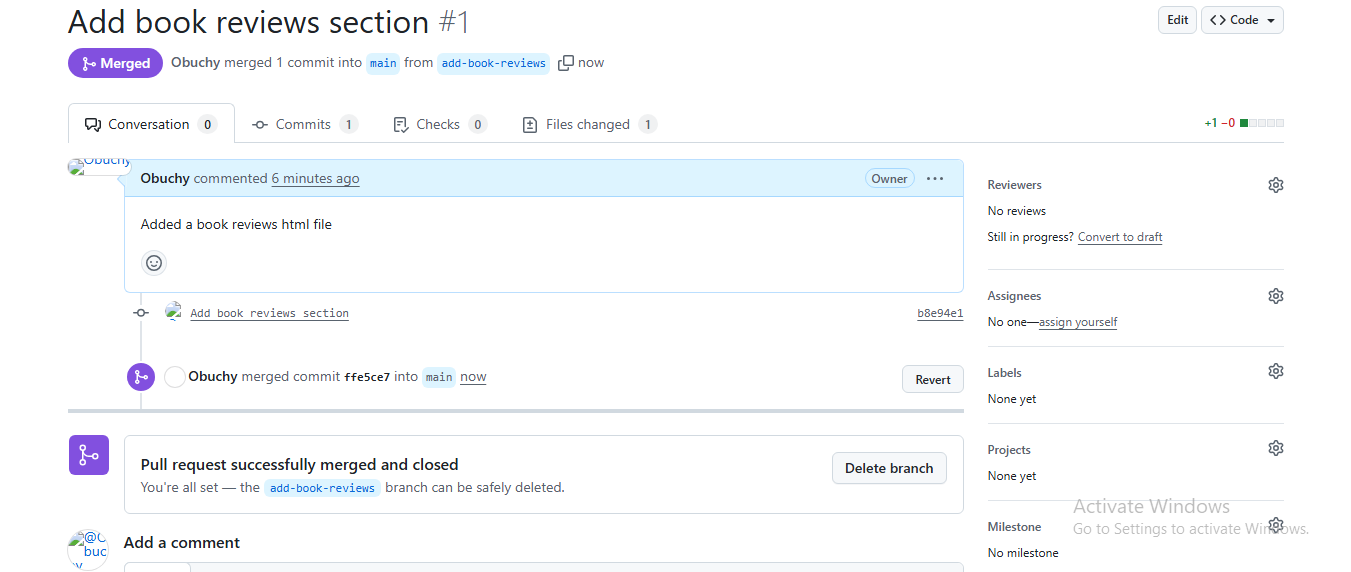 Add book reviews section #1
Edit
Code
Merged
Obuchy merged 1 commit into main from add-book-reviews now
Conversation 0
Commits 1
Checks 0
Files changed 1
+1 −0
Obuchy
Obuchy commented 6 minutes ago
Owner
Added a book reviews html file
Add book reviews section
b8e94e1
Obuchy merged commit ffe5ce7 into main now
Revert
Pull request successfully merged and closed
You're all set — the add-book-reviews branch can be safely deleted.
Delete branch
Add a comment
Reviewers
No reviews
Still in progress? Convert to draft
Assignees
No one—assign yourself
Labels
None yet
Projects
None yet
Milestone
No milestone
Activate Windows
Go to Settings to activate Windows.